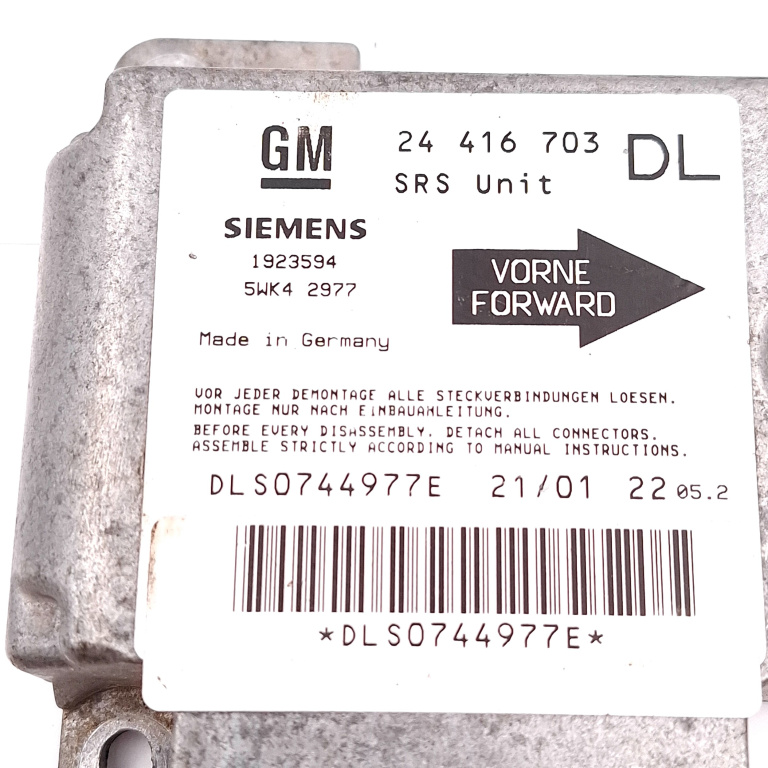 GM
24 416 703 DL
SRS Unit
SIEMENS
1923594
5WK4 2977
VORNE
FORWARD
Made in Germany
VOR JEDER DEMONTAGE ALLE STECKVERBINDUNGEN LOESEN.
MONTAGE NUR NACH EINBAUANLEITUNG.
BEFORE EVERY DISASSEMBLY. DETACH ALL CONNECTORS.
ASSEMBLE STRICTLY ACCORDING TO MANUAL INSTRUCTIONS.
DLS0744977E 21/01 22 05.2
*DLS0744977E*